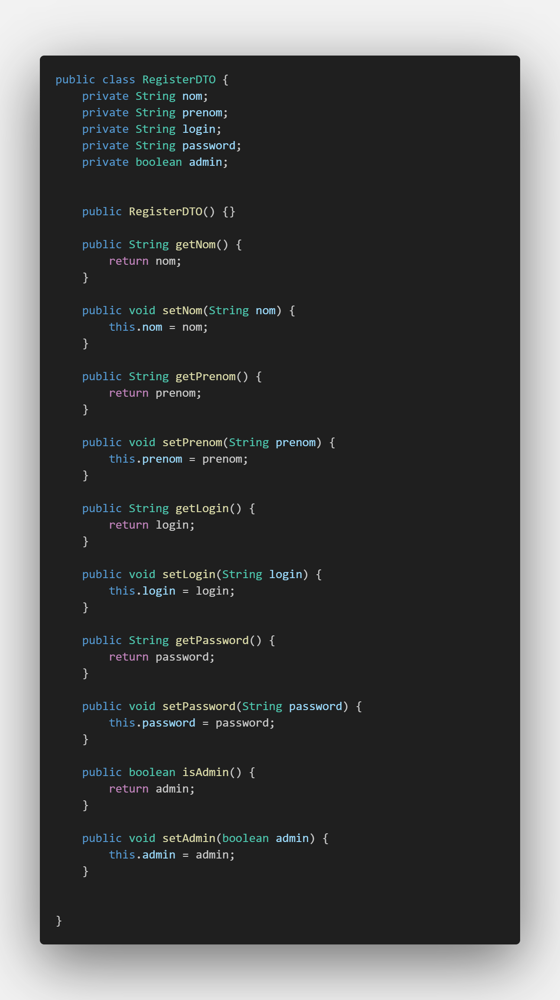 public class RegisterDTO {
    private String nom;
    private String prenom;
    private String login;
    private String password;
    private boolean admin;


    public RegisterDTO() {}

    public String getNom() {
        return nom;
    }

    public void setNom(String nom) {
        this.nom = nom;
    }

    public String getPrenom() {
        return prenom;
    }

    public void setPrenom(String prenom) {
        this.prenom = prenom;
    }

    public String getLogin() {
        return login;
    }

    public void setLogin(String login) {
        this.login = login;
    }

    public String getPassword() {
        return password;
    }

    public void setPassword(String password) {
        this.password = password;
    }

    public boolean isAdmin() {
        return admin;
    }

    public void setAdmin(boolean admin) {
        this.admin = admin;
    }


}